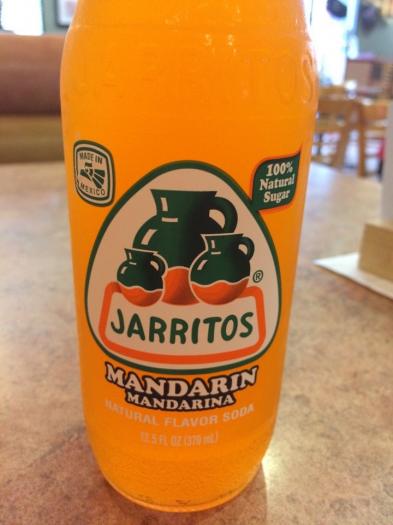 JARRITOS
MADE IN
MEXICO
100%
Natural
Sugar
JARRITOS
®
MANDARIN
MANDARINA
NATURAL FLAVOR SODA
12.5 FL OZ (370 mL)